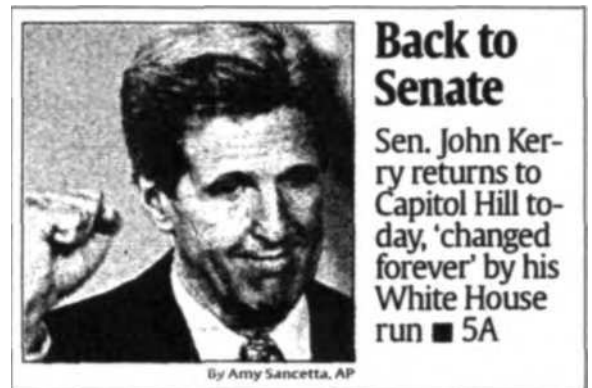 Back to
Senate
Sen. John Ker-
ry returns to
Capitol Hill to-
day, 'changed
forever' by his
White House
run ■ 5A
By Amy Sancetta, AP